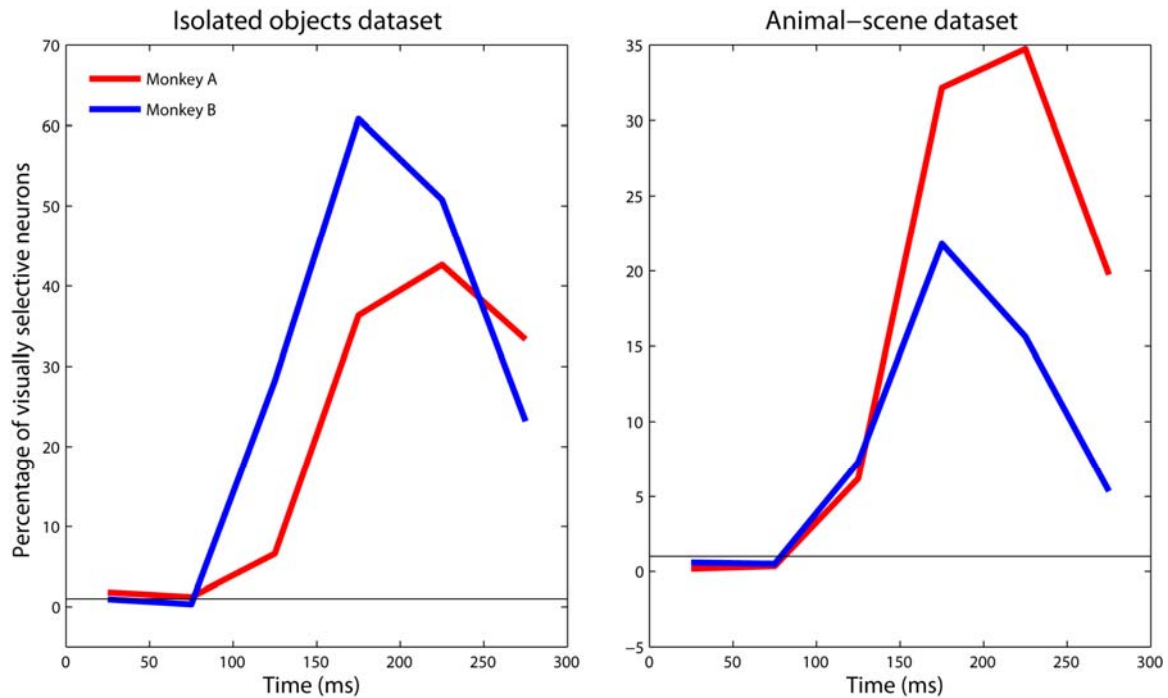 Isolated objects dataset
70
60
50
40
30
20
10
0
0 50 100 150 200 250 300
Time (ms)
Percentage of visually selective neurons
Monkey A
Monkey B
Animal−scene dataset
35
30
25
20
15
10
5
0
−5
0 50 100 150 200 250 300
Time (ms)